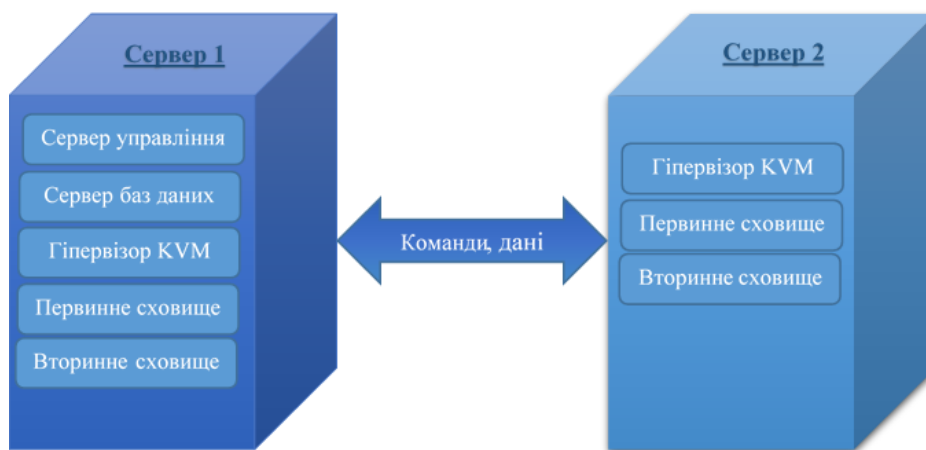 Сервер 1
Сервер управління
Сервер баз даних
Гіпервізор KVM
Первинне сховище
Вторинне сховище
Команди, дані
Сервер 2
Гіпервізор KVM
Первинне сховище
Вторинне сховище